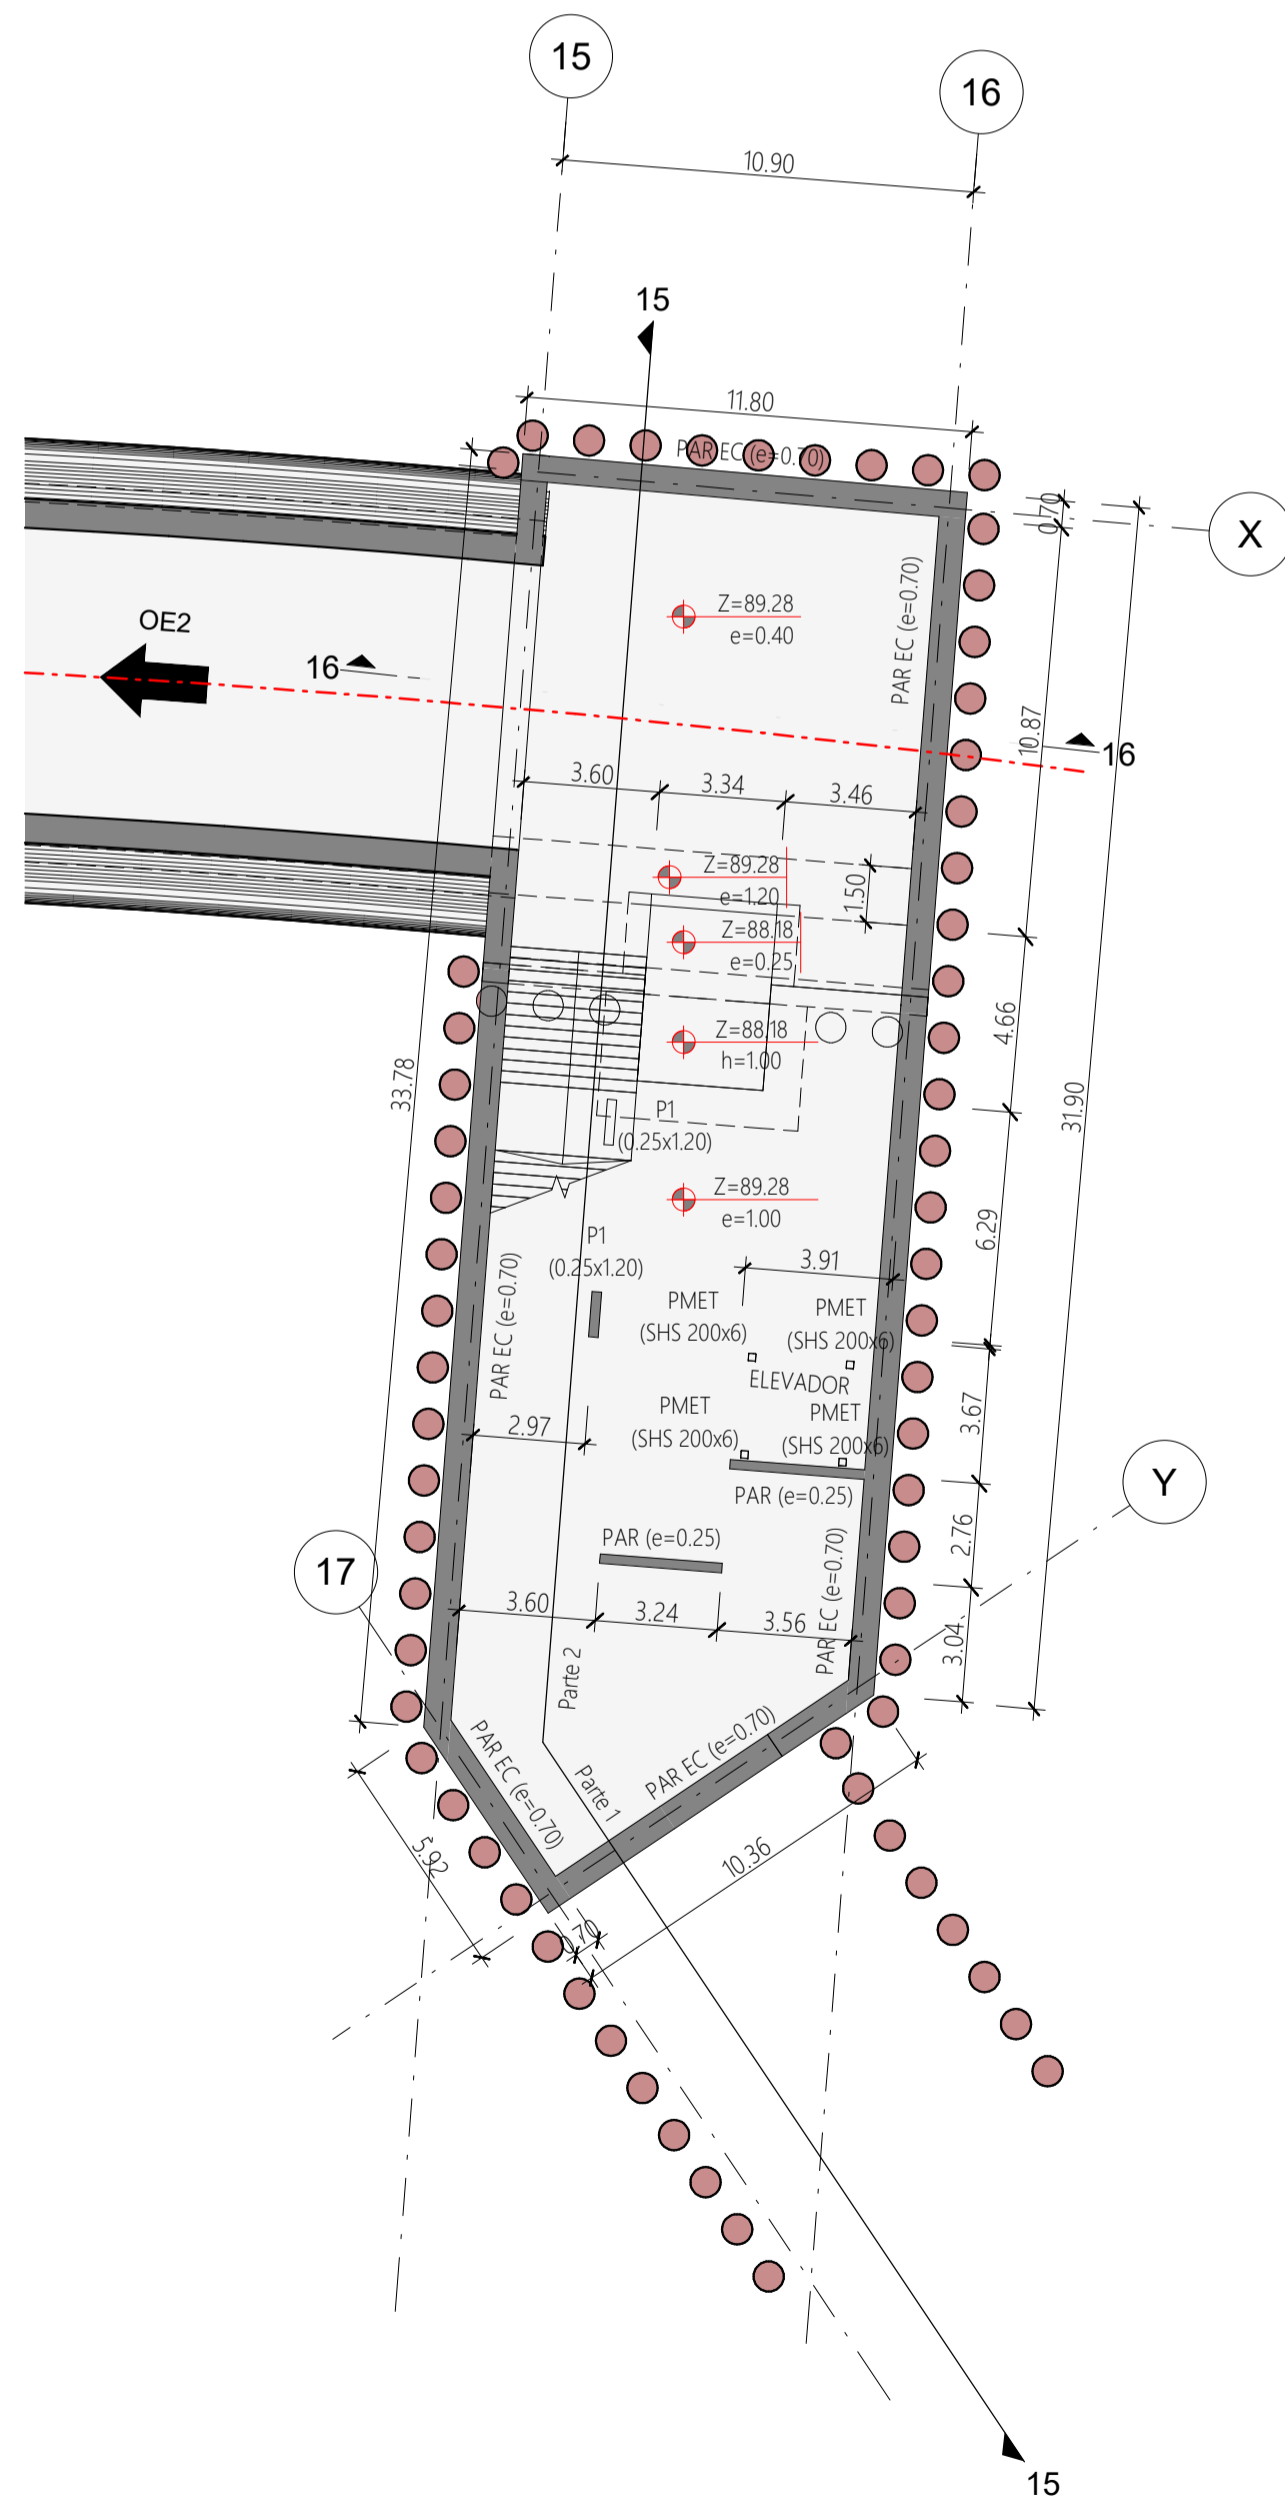 15
16
10.90
15
11.80
PAR EC (e=0.70)
0.70
X
PAR EC (e=0.70)
Z=89.28
e=0.40
OE2
16
10.87
16
3.60
3.34
3.46
Z=89.28
e=1.20
1.50
Z=88.18
e=0.25
Z=88.18
h=1.00
4.66
33.78
31.90
P1
(0.25x1.20)
Z=89.28
e=1.00
6.29
P1
(0.25x1.20)
3.91
PAR EC (e=0.70)
PMET
(SHS 200x6)
PMET
(SHS 200x6)
ELEVADOR
PMET
(SHS 200x6)
PMET
(SHS 200x6)
3.67
2.97
Y
PAR (e=0.25)
PAR (e=0.25)
2.76
17
PAR EC (e=0.70)
3.60
3.24
3.56
3.04
Parte 2
PAR EC (e=0.70)
PAR EC (e=0.70)
Parte 1
5.92
10.36
0.70
15